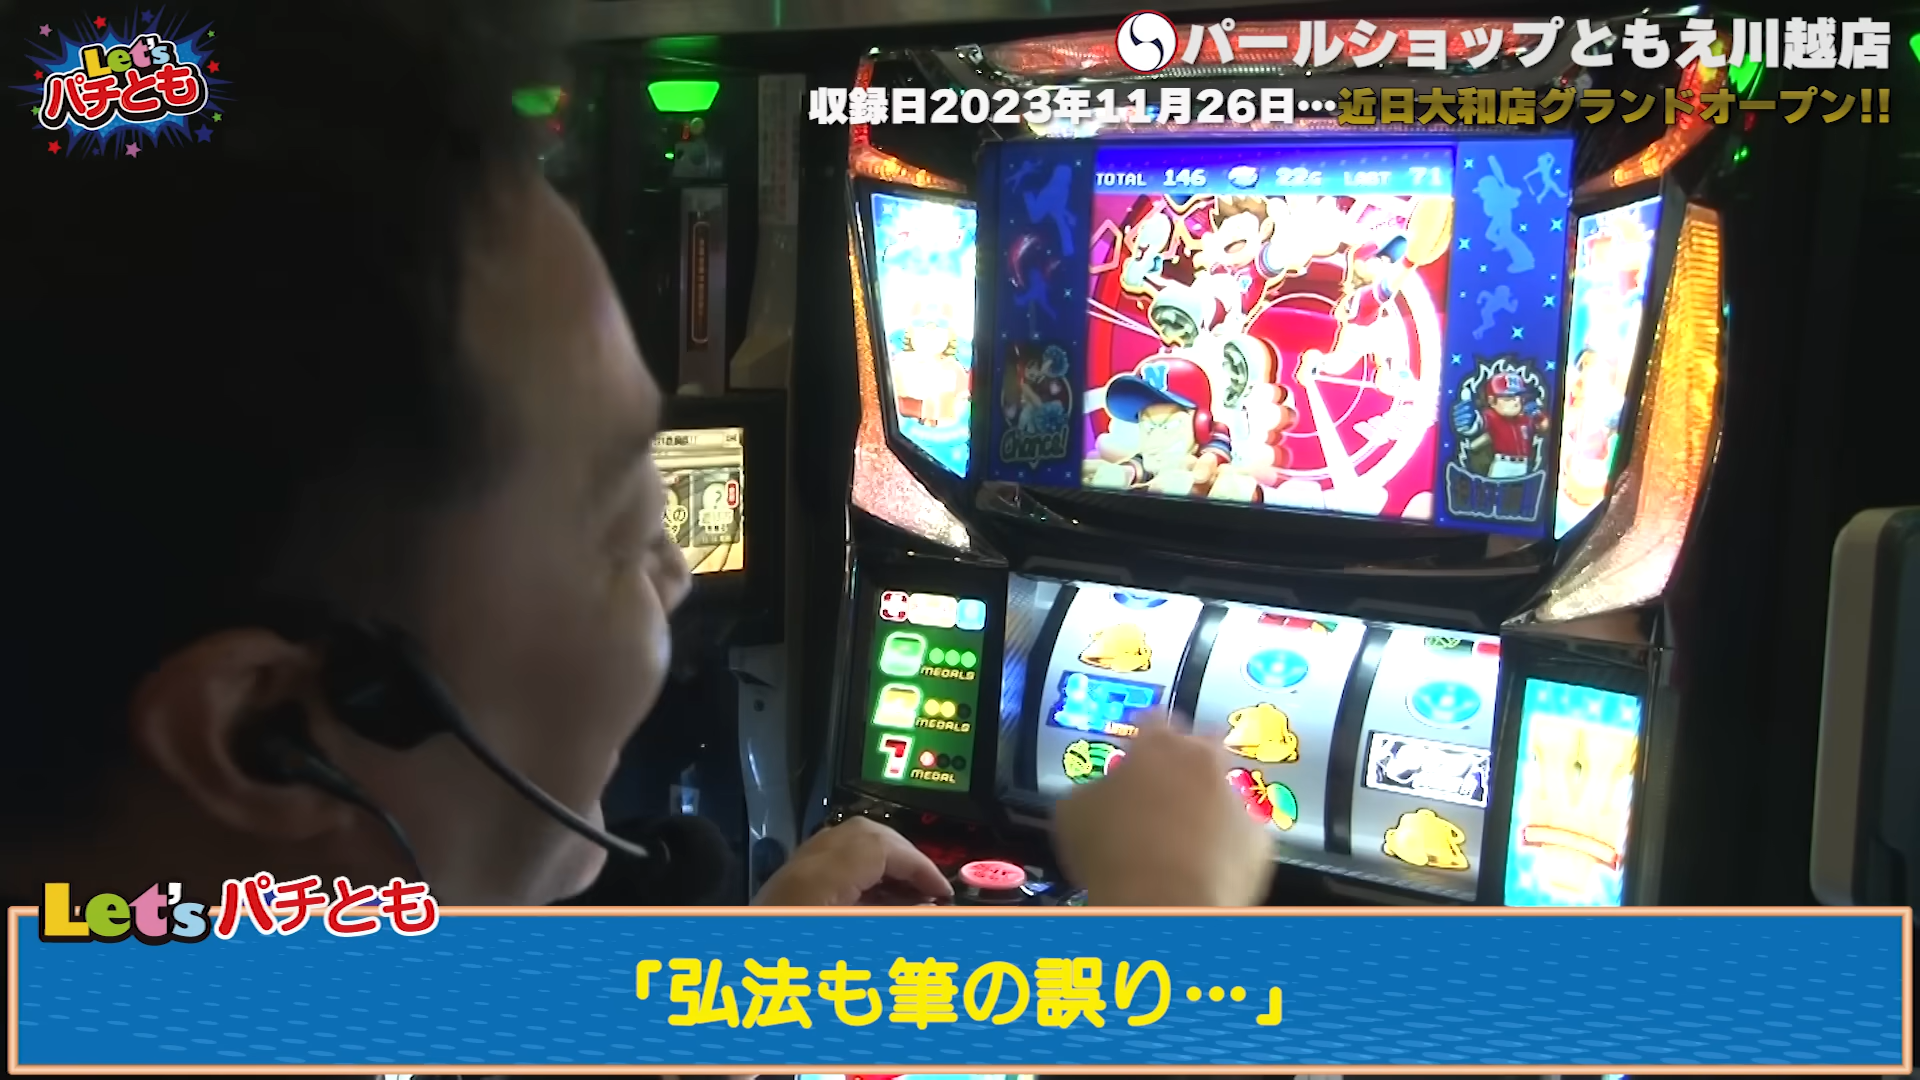 Let's
パチとも
パールショップともえ川越店
収録日2023年11月26日…近日大和店グランドオープン!!
TOTAL 146 22G LAST 71
N
Chance!
MEDALS
MEDALS
MEDAL
Let'sパチとも
「弘法も筆の誤り…」